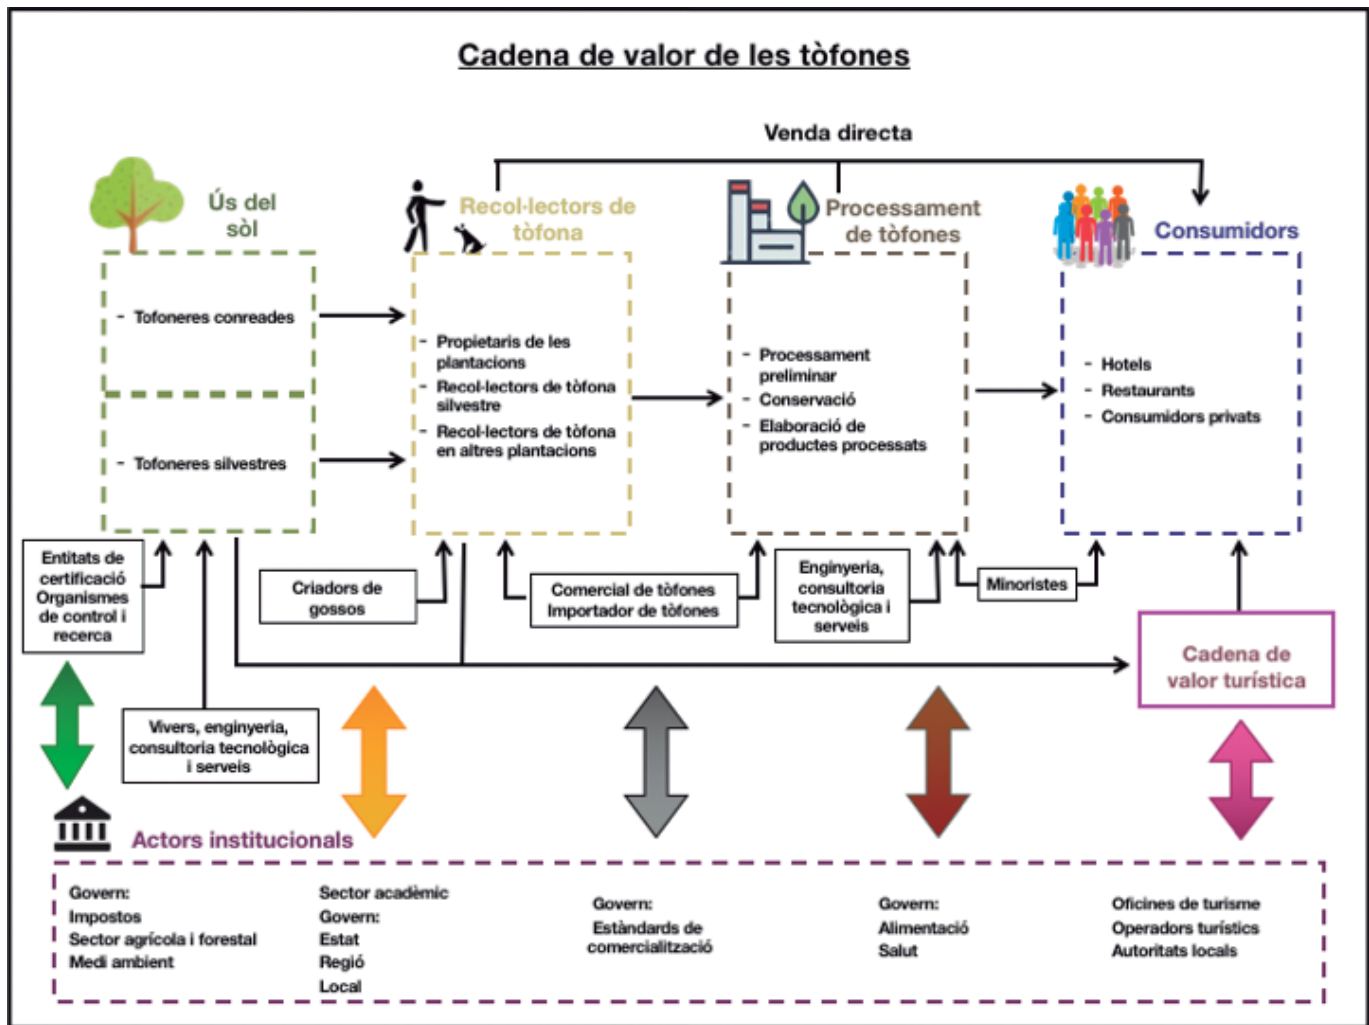 Cadena de valor de les tòfones
Venda directa
Ús del
sòl
Recol·lectors de
tòfona
Processament
de tòfones
Consumidors
- Tofoneres conreades
- Tofoneres silvestres
- Propietaris de les
plantacions
- Recol·lectors de tòfona
silvestre
- Recol·lectors de tòfona
en altres plantacions
- Processament
preliminar
- Conservació
- Elaboració de
productes processats
- Hotels
- Restaurants
- Consumidors privats
Entitats de
certificació
Organismes
de control i
recerca
Criadors de
gossos
Comercial de tòfones
Importador de tòfones
Enginyeria,
consultoria
tecnològica i
serveis
Minoristes
Cadena de
valor turística
Vivers, enginyeria,
consultoria tecnològica
i serveis
Actors institucionals
Govern:
Impostos
Sector agrícola i forestal
Medi ambient
Sector acadèmic
Govern:
Estat
Regió
Local
Govern:
Estàndards de
comercialització
Govern:
Alimentació
Salut
Oficines de turisme
Operadors turístics
Autoritats locals